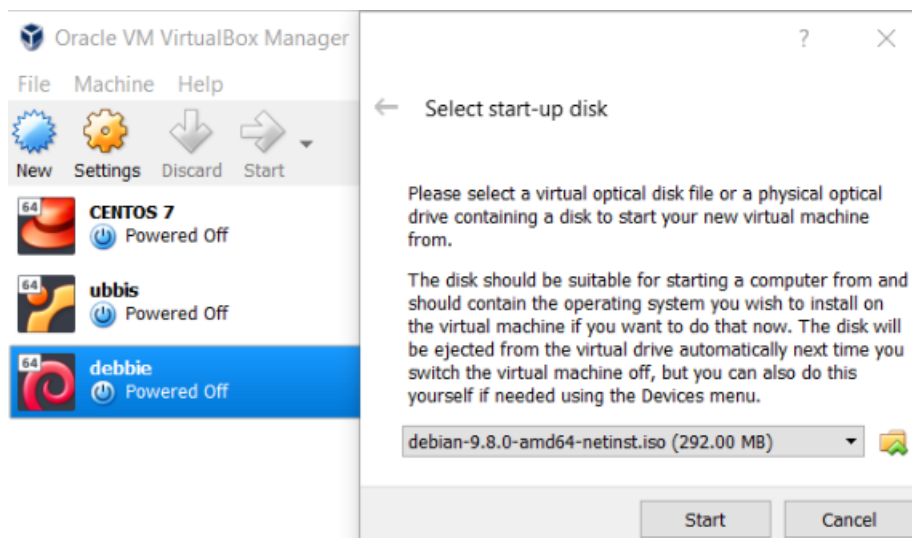 Oracle VM VirtualBox Manager
File Machine Help
New Settings Discard Start
64
CENTOS 7
Powered Off
64
ubbis
Powered Off
64
debbie
Powered Off
?
Select start-up disk
Please select a virtual optical disk file or a physical optical
drive containing a disk to start your new virtual machine
from.
The disk should be suitable for starting a computer from and
should contain the operating system you wish to install on
the virtual machine if you want to do that now. The disk will
be ejected from the virtual drive automatically next time you
switch the virtual machine off, but you can also do this
yourself if needed using the Devices menu.
debian-9.8.0-amd64-netinst.iso (292.00 MB)
Start Cancel